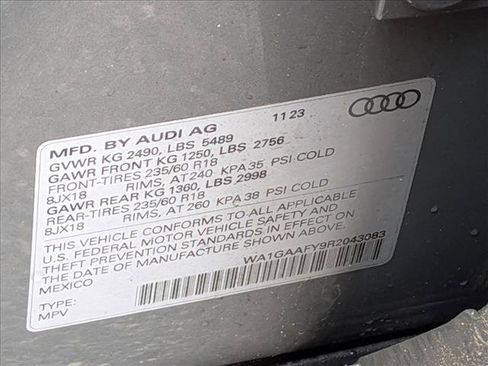 MFD. BY AUDI AG 11 23
GVWR KG 2490, LBS 5489
GAWR FRONT KG 1250, LBS 2756
FRONT-TIRES 235/60 R18
8JX18 RIMS, AT 240 KPA 35 PSI COLD
GAWR REAR KG 1360, LBS 2998
REAR-TIRES 235/60 R18
8JX18 RIMS, AT 260 KPA 38 PSI COLD
THIS VEHICLE CONFORMS TO ALL APPLICABLE
U.S. FEDERAL MOTOR VEHICLE SAFETY AND
THEFT PREVENTION STANDARDS IN EFFECT ON
THE DATE OF MANUFACTURE SHOWN ABOVE.
MEXICO WA1GAAFY9R2043083
TYPE:
MPV